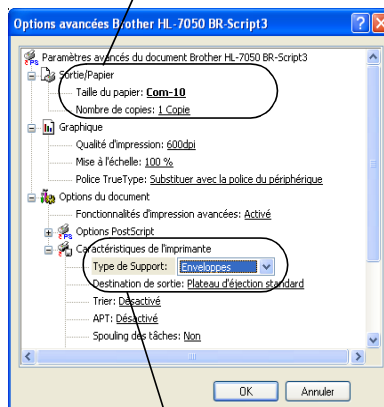 Options avancées Brother HL-7050 BR-Script3
Paramètres avancés du document Brother HL-7050 BR-Script3
Sortie/Papier
Taille du papier: Com-10
Nombre de copies: 1 Copie
Graphique
Qualité d'impression: 600dpi
Mise à l'échelle: 100 %
Police TrueType: Substituer avec la police du périphérique
Options du document
Fonctionnalités d'impression avancées: Activé
Options PostScript
Caractéristiques de l'imprimante
Type de Support: Enveloppes
Destination de sortie: Plateau d'éjection standard
Trier: Désactivé
APT: Désactivé
Spouling des tâches: Non
OK Annuler